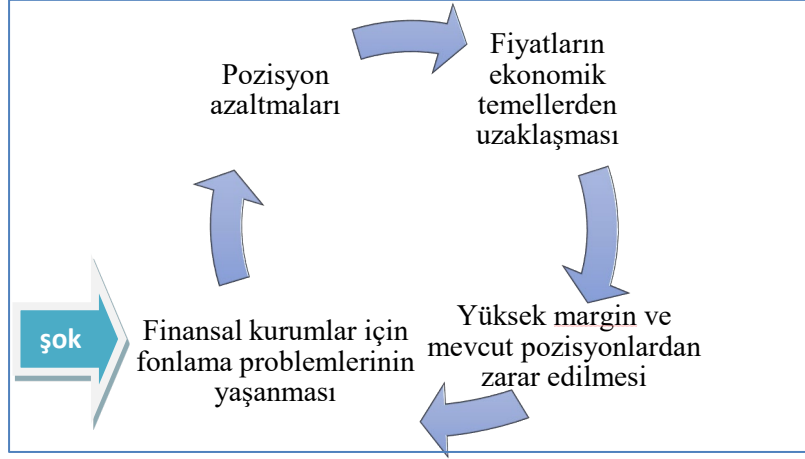 Pozisyon
azaltmaları
Fiyatların
ekonomik
temellerden
uzaklaşması
Yüksek margin ve
mevcut pozisyonlardan
zarar edilmesi
Finansal kurumlar için
fonlama problemlerinin
yaşanması
şok